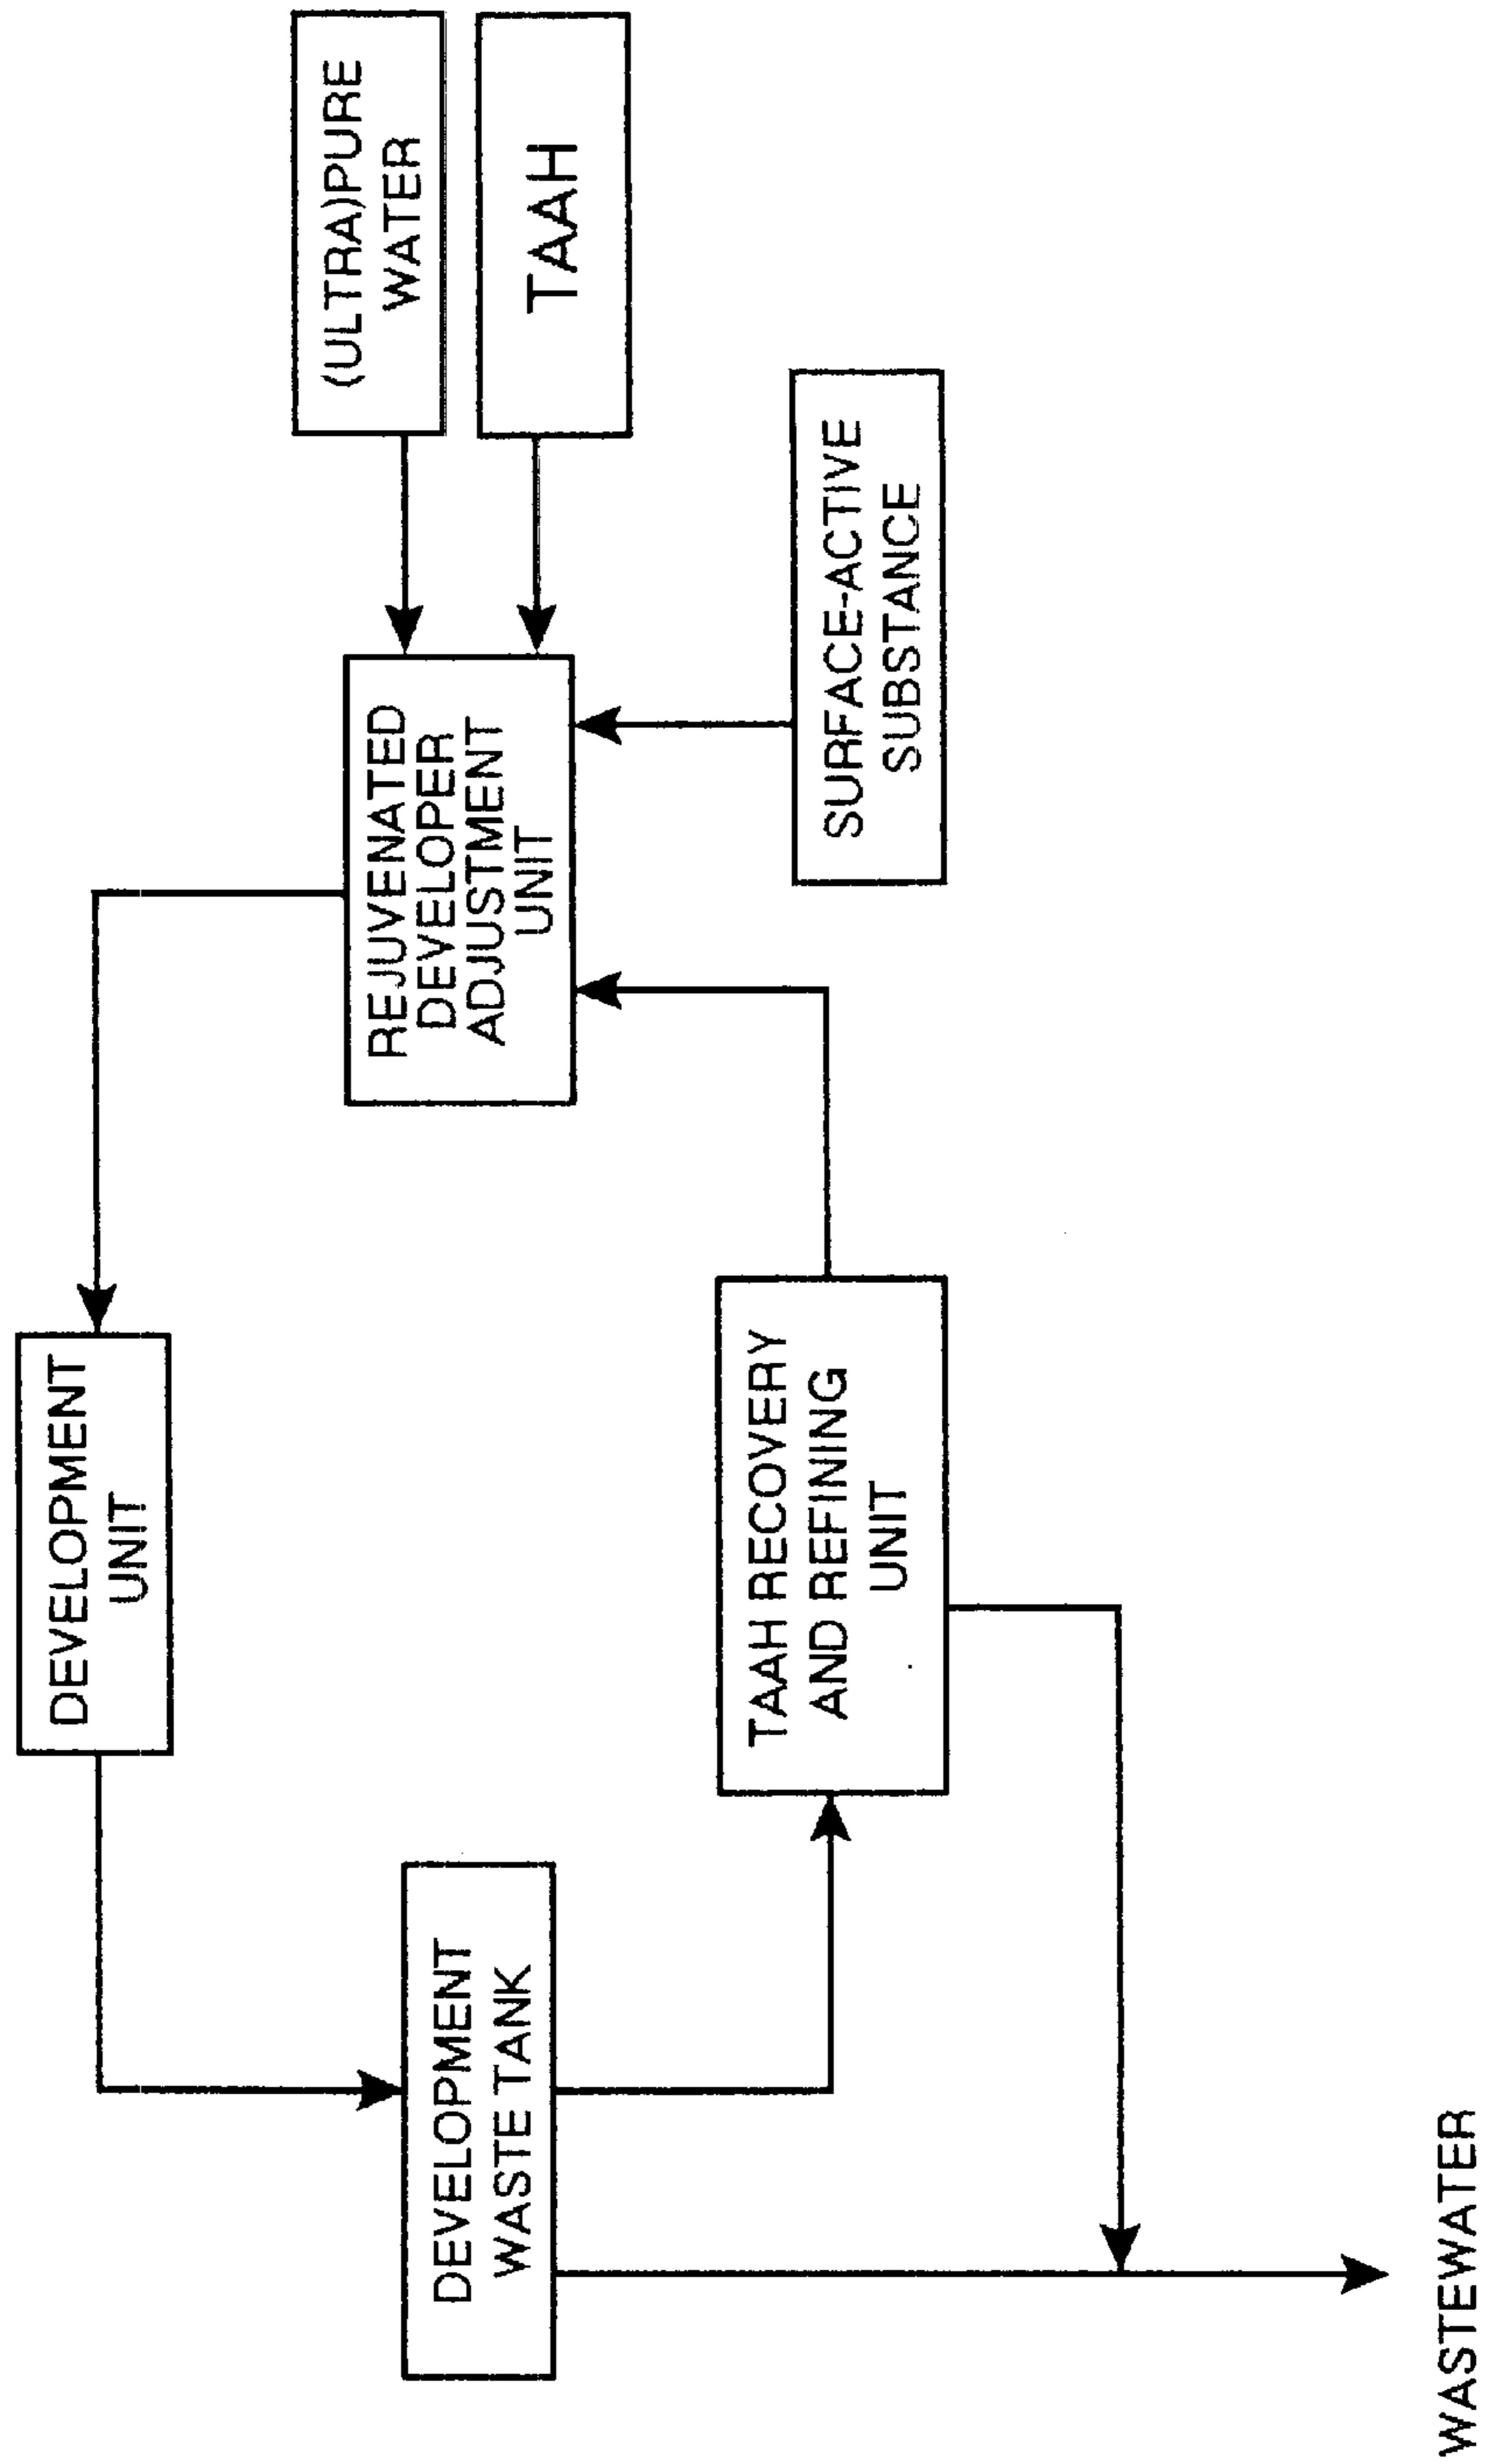 DEVELOPMENT
UNIT
(ULTRA)PURE
WATER
TAAH
REJUVENATED
DEVELOPER
ADJUSTMENT
UNIT
DEVELOPMENT
WASTE TANK
TAAH RECOVERY
AND REFINING
UNIT
SURFACE-ACTIVE
SUBSTANCE
WASTEWATER